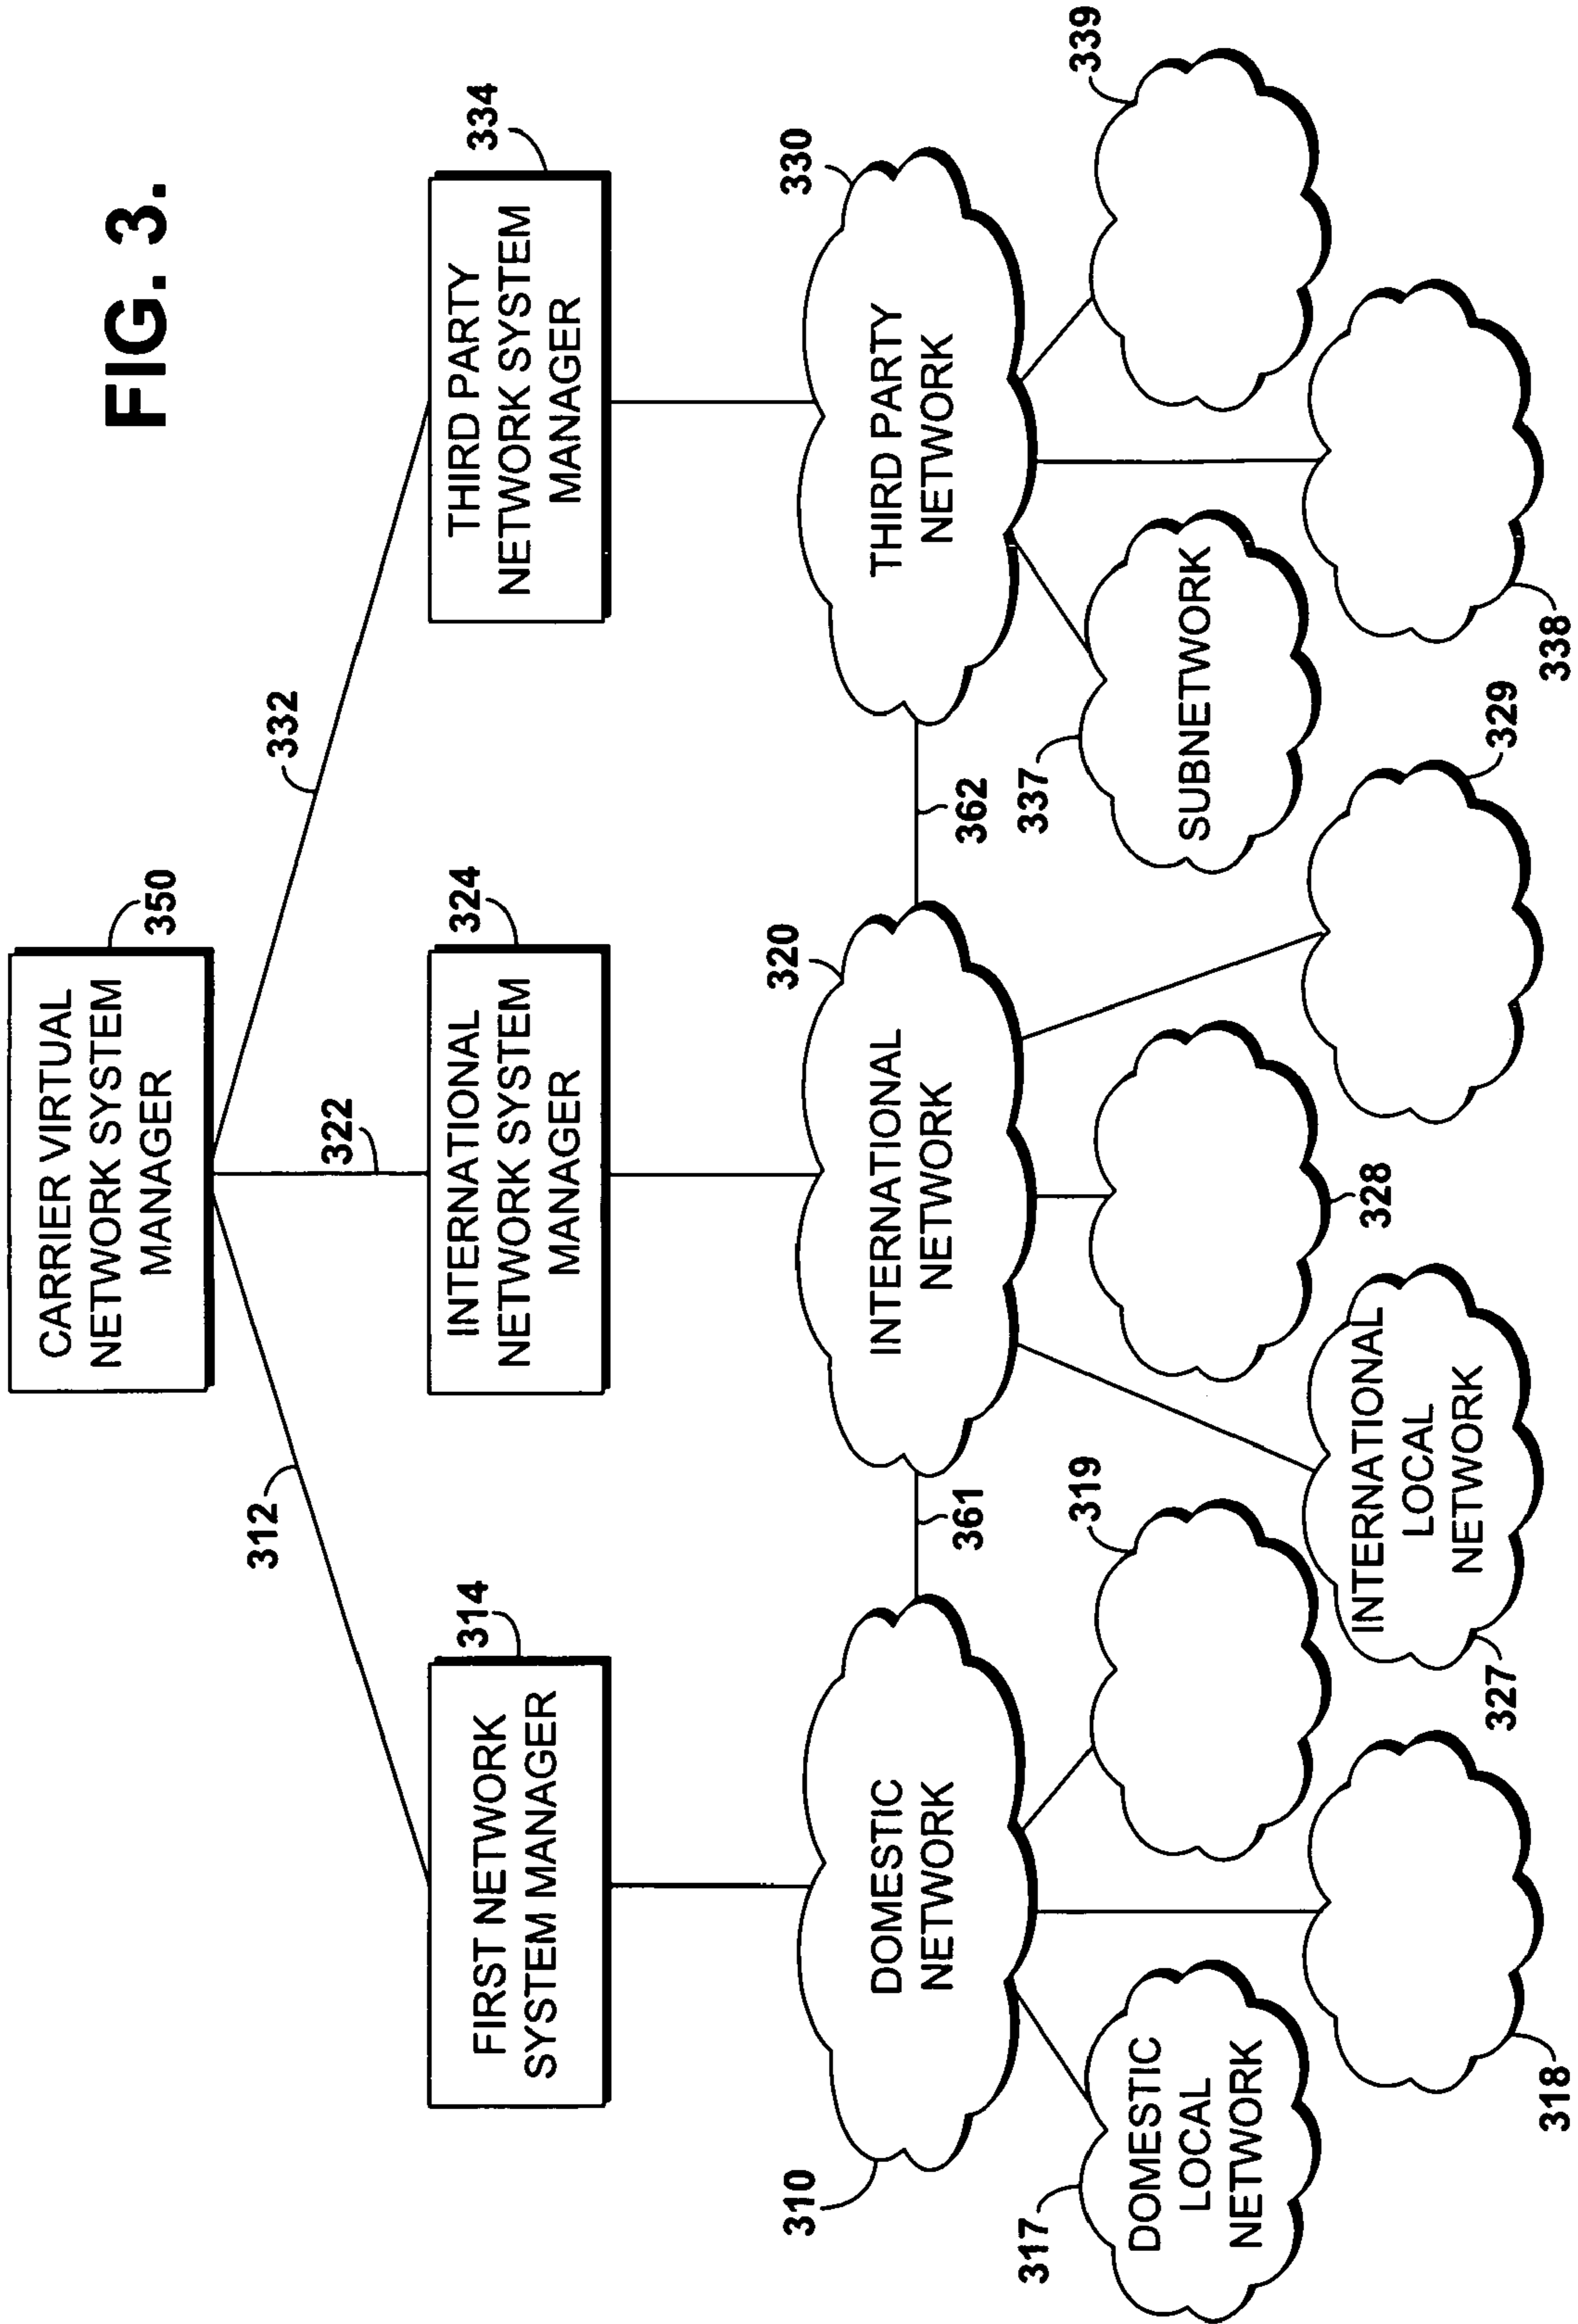 FIG. 3.
CARRIER VIRTUAL
NETWORK SYSTEM
MANAGER
350
312
322
332
FIRST NETWORK
SYSTEM MANAGER
314
INTERNATIONAL
NETWORK SYSTEM
MANAGER
324
THIRD PARTY
NETWORK SYSTEM
MANAGER
334
310
DOMESTIC
NETWORK
361
320
INTERNATIONAL
NETWORK
362
330
THIRD PARTY
NETWORK
317
DOMESTIC
LOCAL
NETWORK
319
318
327
INTERNATIONAL
LOCAL
NETWORK
328
329
337
SUBNETWORK
338
339